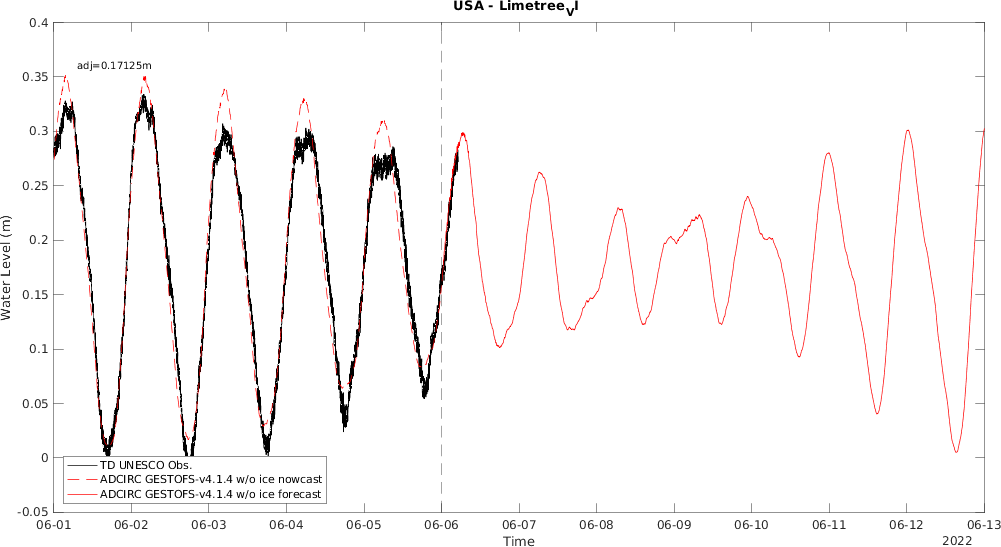 USA - Limetree_VI
adj=0.17125m
0.4
0.35
0.3
0.25
0.2
0.15
0.1
0.05
0
-0.05
Water Level (m)
TD UNESCO Obs.
ADCIRC GESTOFS-v4.1.4 w/o ice nowcast
ADCIRC GESTOFS-v4.1.4 w/o ice forecast
06-01 06-02 06-03 06-04 06-05 06-06 06-07 06-08 06-09 06-10 06-11 06-12 06-13
Time
2022